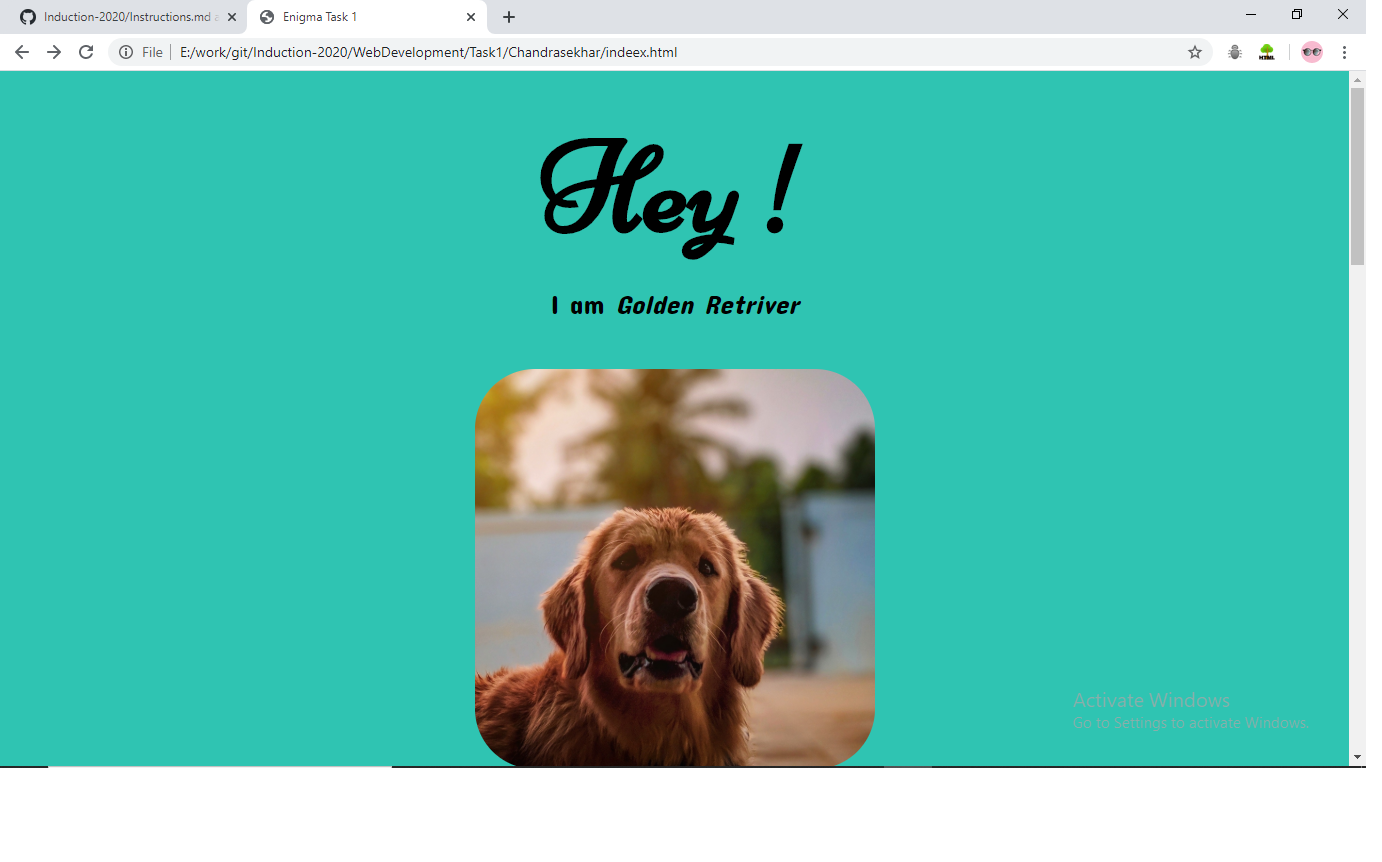 Induction-2020/Instructions.md a
Enigma Task 1
File
E:/work/git/Induction-2020/WebDevelopment/Task1/Chandrasekhar/indeex.html
HTML
Hey !
I am Golden Retriver
Activate Windows
Go to Settings to activate Windows.